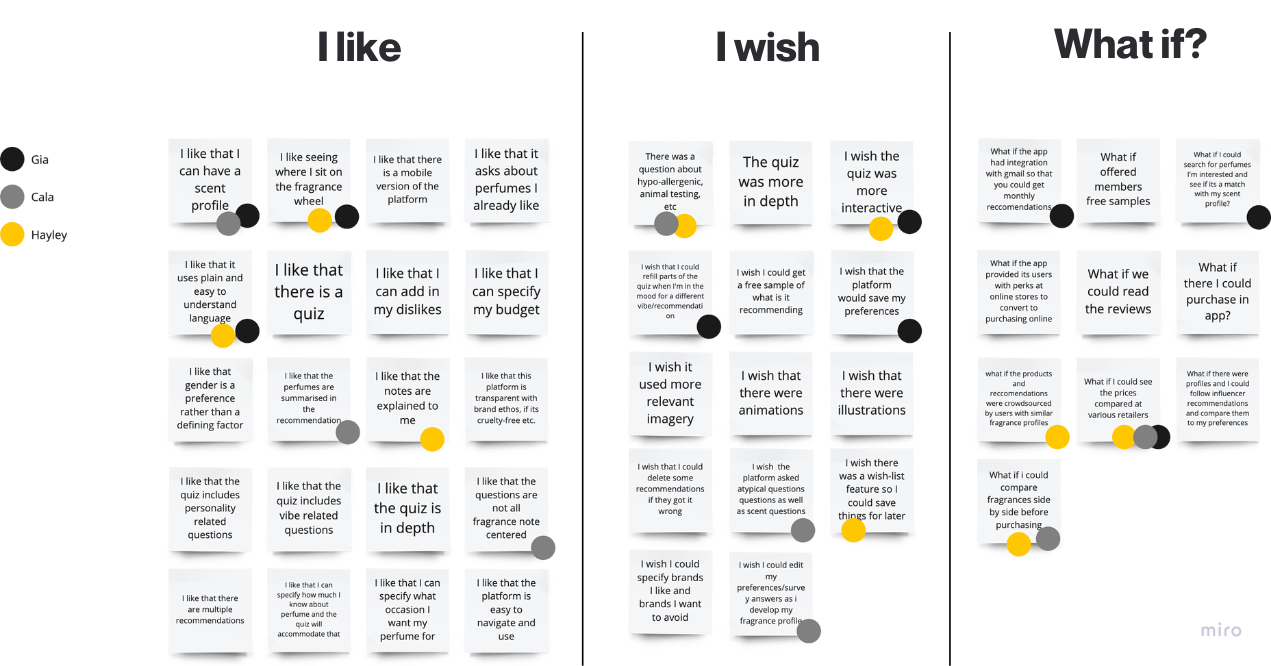 I like
I wish
What if?
Gia
Cala
Hayley
I like that I
can have a
scent
profile
I like seeing
where I sit on
the fragrance
wheel
I like that there
is a mobile
version of the
platform
I like that it
asks about
perfumes I
already like
I like that it
uses plain and
easy to
understand
language
I like that
there is a
quiz
I like that I
can add in
my dislikes
I like that I
can specify
my budget
I like that
gender is a
preference
rather than a
defining factor
I like that the
perfumes are
summarised in
the
recommendation
I like that the
notes are
explained to
me
I like that this
platform is
transparent with
brand ethos, if its
cruelty-free etc.
I like that the
quiz includes
personality
related
questions
I like that the
quiz includes
vibe related
questions
I like that
the quiz is
in depth
I like that the
questions are
not all
fragrance note
centered
I like that there
are multiple
recommendations
I like that I can
specify how much I
know about
perfume and the
quiz will
accommodate that
I like that I can
specify what
occasion I
want my
perfume for
I like that the
platform is
easy to
navigate and
use
There was a
question about
hypo-allergenic,
animal testing,
etc
The quiz
was more
in depth
I wish the
quiz was
more
interactive
I wish that I could
refill parts of the
quiz when I'm in the
mood for a different
vibe/recommendati
on
I wish I could get
a free sample of
what is it
recommending
I wish that the
platform
would save my
preferences
I wish it
used more
relevant
imagery
I wish that
there were
animations
I wish that
there were
illustrations
I wish that I could
delete some
recommendations
if they got it
wrong
I wish the
platform asked
atypical questions
questions as well
as scent questions
I wish there
was a wish-list
feature so I
could save
things for later
I wish I could
specify brands
I like and
brands I want
to avoid
I wish I could edit
my
preferences/surve
y answers as i
develop my
fragrance profile
What if the app
had integration
with gmail so that
you could get
monthly
reccomendations
What if
offered
members
free samples
What if I could
search for perfumes
I'm interested and
see if its a match
with my scent
profile?
What if the app
provided its users
with perks at
online stores to
convert to
purchasing online
What if we
could read
the reviews
What if
there I could
purchase in
app?
what if the products
and
reccomendations
were crowdsourced
by users with similar
fragrance profiles
What if I could see
the prices
compared at
various retailers
What if there were
profiles and I could
follow influencer
recommendations
and compare them
to my preferences
What if i could
compare
fragrances side
by side before
purchasing
miro